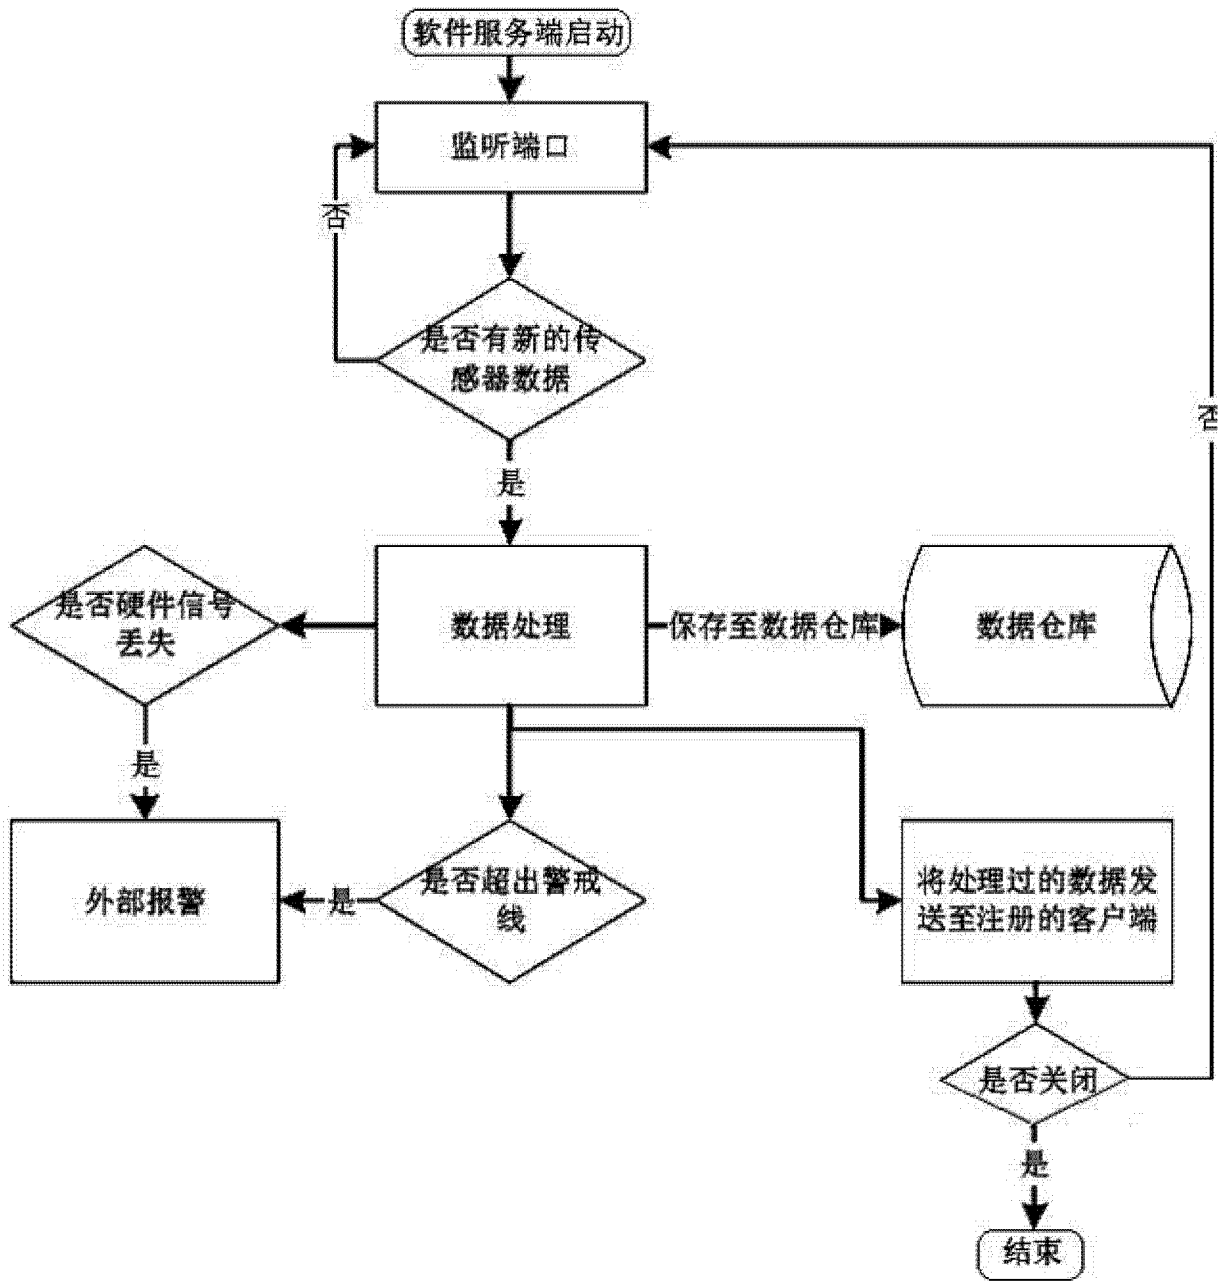 软件服务端启动
监听端口
否
是否有新的传
感器数据
否
是
是否硬件信号
丢失
数据处理
保存至数据仓库
数据仓库
是
外部报警
是
是否超出警戒
线
将处理过的数据发
送至注册的客户端
是否关闭
是
结束